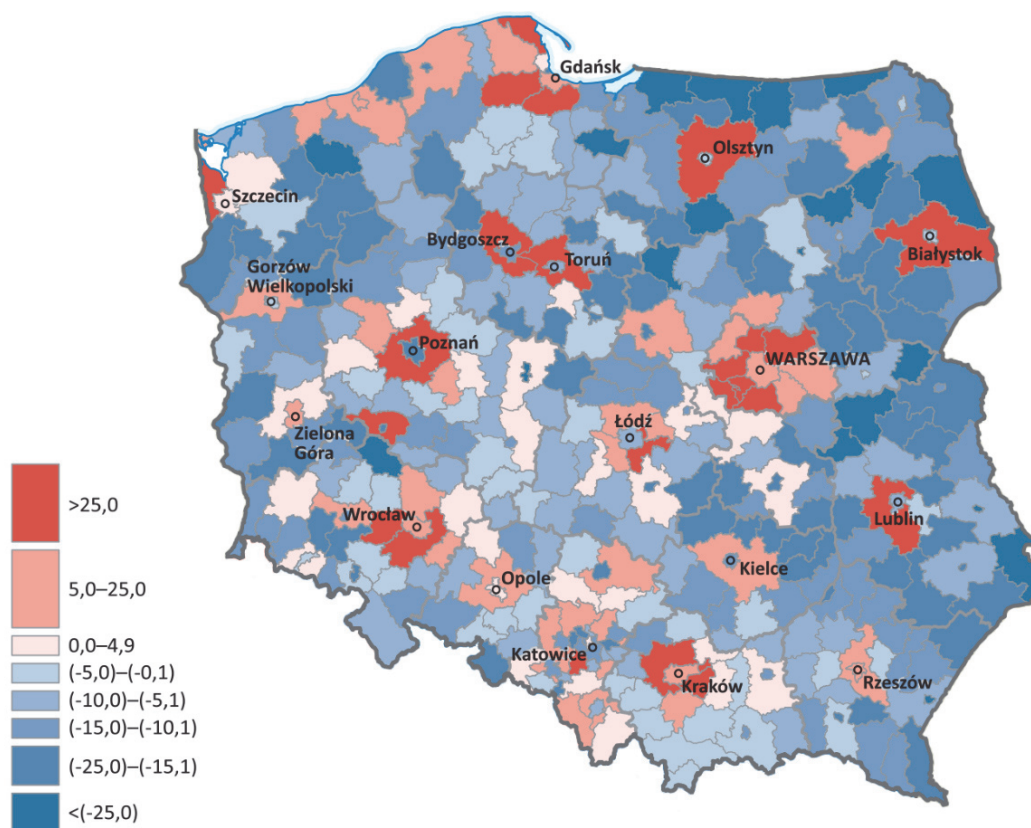 Gdańsk
Olsztyn
Szczecin
Bydgoszcz
Toruń
Białystok
Gorzów
Wielkopolski
Poznań
WARSZAWA
Zielona
Góra
Łódź
Lublin
Wrocław
Opole
Kielce
Katowice
Kraków
Rzeszów
>25,0
5,0–25,0
0,0–4,9
(-5,0)–(-0,1)
(-10,0)–(-5,1)
(-15,0)–(-10,1)
(-25,0)–(-15,1)
<(-25,0)